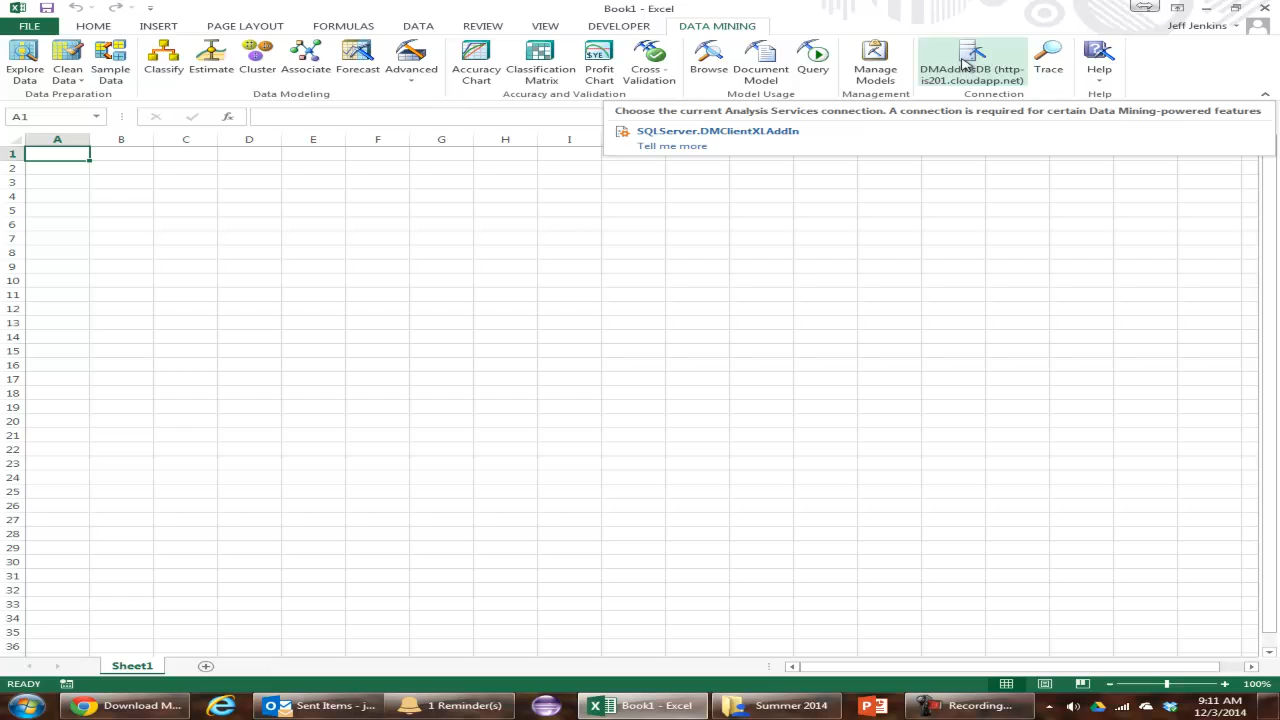 Book1 - Excel
FILE HOME INSERT PAGE LAYOUT FORMULAS DATA REVIEW VIEW DEVELOPER DATA MINING Jeff Jenkins
Explore Data
Clean Data
Sample Data
Classify
Estimate
Cluster
Associate
Forecast
Advanced
Accuracy Chart
Classification Matrix
Profit Chart
Cross - Validation
Browse
Document Model
Query
Manage Models
is201.cloudapp.net)
Trace
Help
Data Preparation
Data Modeling
Accuracy and Validation
Model Usage
Management
Connection
Help
A1
fx
Choose the current Analysis Services connection. A connection is required for certain Data Mining-powered features
SQLServer.DMClientXLAddIn
Tell me more
A B C D E F G H I
1
2
3
4
5
6
7
8
9
10
11
12
13
14
15
16
17
18
19
20
21
22
23
24
25
26
27
28
29
30
31
32
33
34
35
36
Sheet1
READY
100%
Download M...
Sent Items - j...
1 Reminder(s)
Book1 - Excel
Summer 2014
Recording...
9:11 AM
12/3/2014